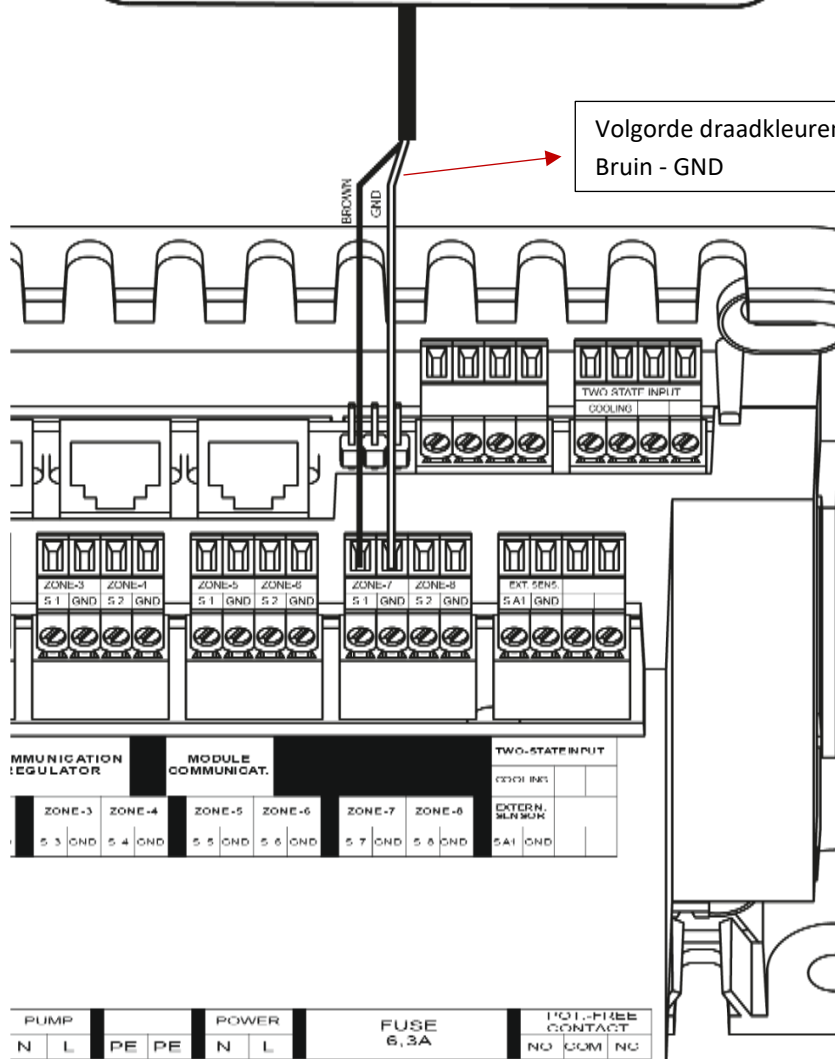 Volgorde draadkleuren
Bruin - GND
BROWN
GND
TWO STATE INPUT
COOLING
ZONE-3 ZONE-4 ZONE-5 ZONE-6 ZONE-7 ZONE-8 EXT. SENS.
S 1 GND S 2 GND S 1 GND S 2 GND S 1 GND S 2 GND SA1 GND
MMUNICATION
EGULATOR
MODULE
COMMUNICAT.
TWO-STATE INPUT
COOLING
ZONE-3 ZONE-4 ZONE-5 ZONE-6 ZONE-7 ZONE-8 EXTERN.
SENSOR
S 3 GND S 4 GND S 5 GND S 6 GND S 7 GND S 8 GND SA1 GND
PUMP POWER FUSE
6,3A
POT.-FREE
CONTACT
N L PE PE N L NO COM NC